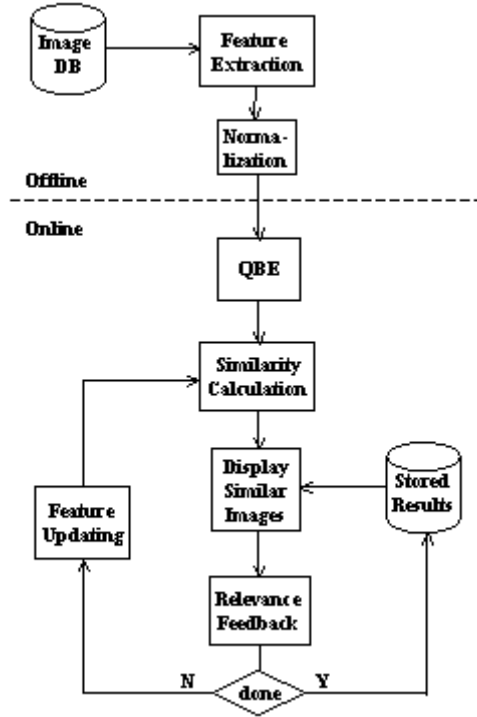 Image
DB
Feature
Extraction
Norma-
lization
Offline
Online
QBE
Similarity
Calculation
Display
Similar
Images
Stored
Results
Feature
Updating
Relevance
Feedback
N
done
Y